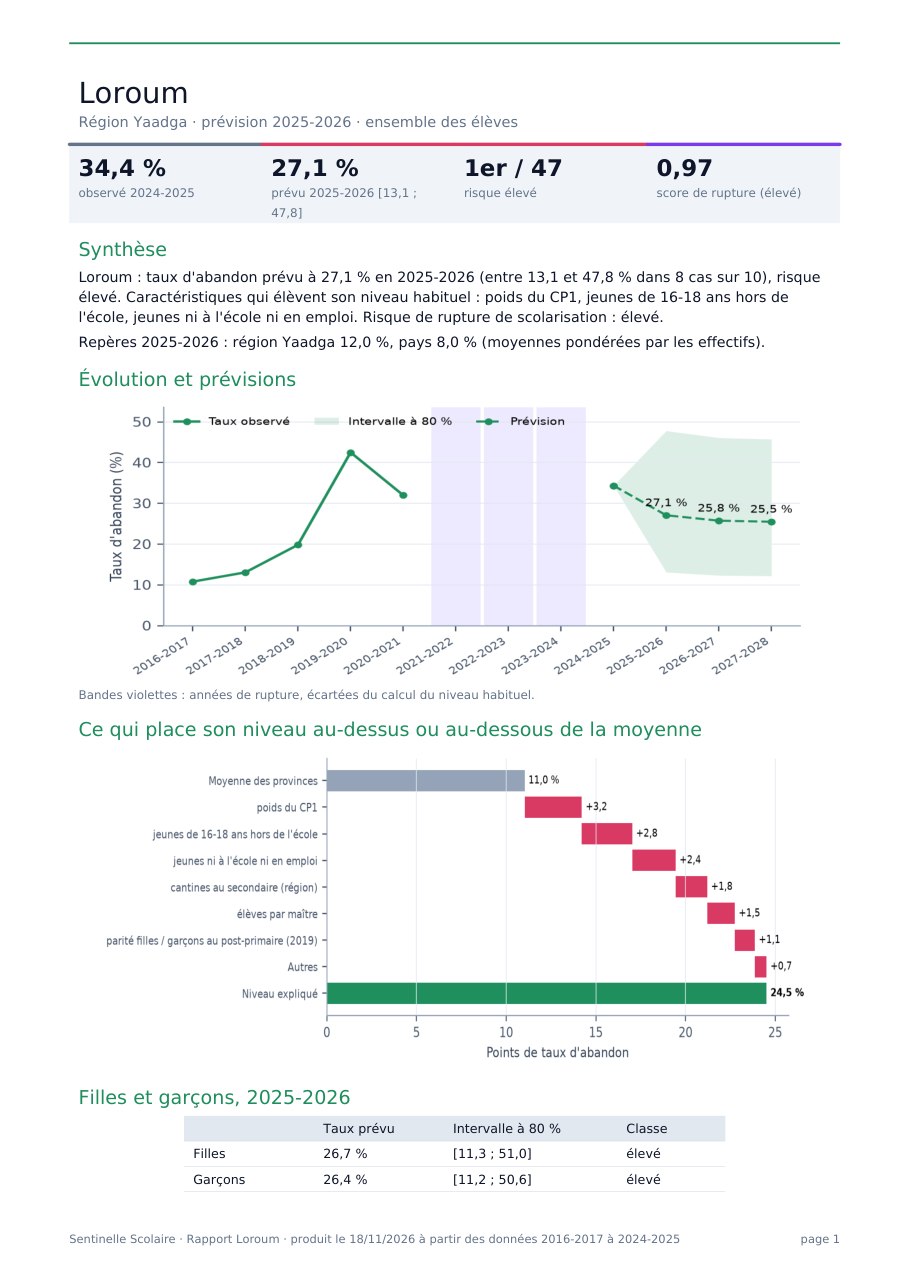 Loroum
Région Yaadga · prévision 2025-2026 · ensemble des élèves
34,4 %
observé 2024-2025
27,1 %
prévu 2025-2026 [13,1 ;
47,8]
1er / 47
risque élevé
0,97
score de rupture (élevé)
Synthèse
Loroum : taux d'abandon prévu à 27,1 % en 2025-2026 (entre 13,1 et 47,8 % dans 8 cas sur 10), risque
élevé. Caractéristiques qui élèvent son niveau habituel : poids du CP1, jeunes de 16-18 ans hors de
l'école, jeunes ni à l'école ni en emploi. Risque de rupture de scolarisation : élevé.
Repères 2025-2026 : région Yaadga 12,0 %, pays 8,0 % (moyennes pondérées par les effectifs).
Évolution et prévisions
Taux observé Intervalle à 80 % Prévision
Taux d'abandon (%)
50
40
30
20
10
0
27,1 % 25,8 % 25,5 %
2016-2017 2017-2018 2018-2019 2019-2020 2020-2021 2021-2022 2022-2023 2023-2024 2024-2025 2025-2026 2026-2027 2027-2028
Bandes violettes : années de rupture, écartées du calcul du niveau habituel.
Ce qui place son niveau au-dessus ou au-dessous de la moyenne
Moyenne des provinces 11,0 %
poids du CP1 +3,2
jeunes de 16-18 ans hors de l'école +2,8
jeunes ni à l'école ni en emploi +2,4
cantines au secondaire (région) +1,8
élèves par maître +1,5
parité filles / garçons au post-primaire (2019) +1,1
Autres +0,7
Niveau expliqué 24,5 %
0 5 10 15 20 25
Points de taux d'abandon
Filles et garçons, 2025-2026
Taux prévu Intervalle à 80 % Classe
Filles 26,7 % [11,3 ; 51,0] élevé
Garçons 26,4 % [11,2 ; 50,6] élevé
Sentinelle Scolaire · Rapport Loroum · produit le 18/11/2026 à partir des données 2016-2017 à 2024-2025 page 1